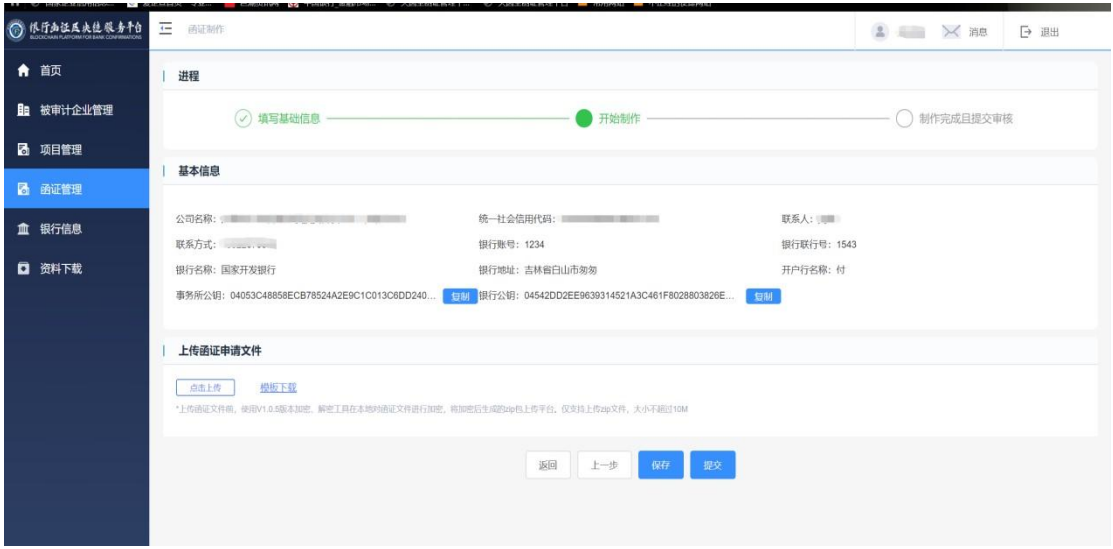 银行函证区块链服务平台 函证制作 消息 退出
BLOCKCHAIN PLATFORM FOR BANK CONFIRMATIONS
首页
被审计企业管理
项目管理
函证管理
银行信息
资料下载
进程
填写基础信息 开始制作 制作完成且提交审核
基本信息
公司名称: 统一社会信用代码: 联系人:
联系方式: 银行账号: 1234 银行联行号: 1543
银行名称: 国家开发银行 银行地址: 吉林省白山市匆匆 开户行名称: 付
事务所公钥: 04053C48858ECB78524A2E9C1C013C6DD240... 复制 银行公钥: 04542DD2EE9639314521A3C461F8028803826E... 复制
上传函证申请文件
点击上传 模板下载
*上传函证文件前，使用V1.0.5版本加密、解密工具在本地对函证文件进行加密，将加密后生成的zip包上传平台。仅支持上传zip文件，大小不超过10M
返回 上一步 保存 提交